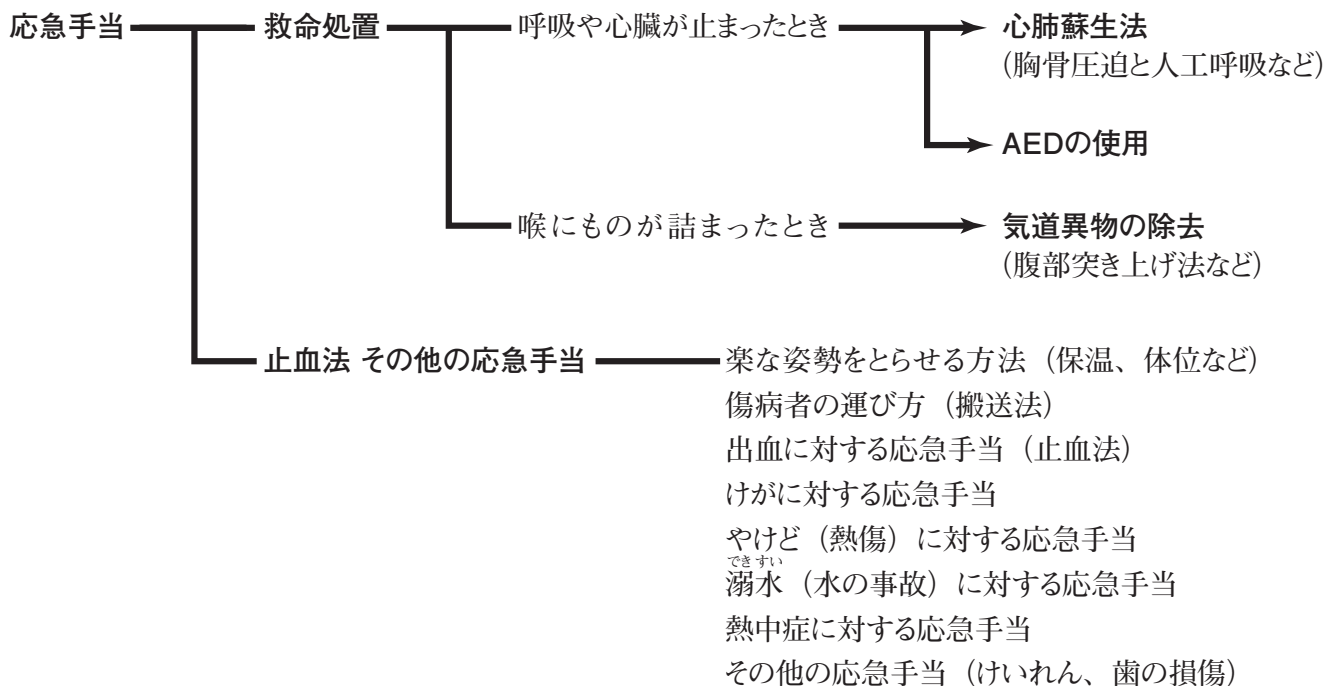 応急手当 救命処置 呼吸や心臓が止まったとき 心肺蘇生法
(胸骨圧迫と人工呼吸など)
AEDの使用
喉にものが詰まったとき 気道異物の除去
(腹部突き上げ法など)
止血法 その他の応急手当 楽な姿勢をとらせる方法（保温、体位など）
傷病者の運び方（搬送法）
出血に対する応急手当（止血法）
けがに対する応急手当
やけど（熱傷）に対する応急手当
できすい
溺水（水の事故）に対する応急手当
熱中症に対する応急手当
その他の応急手当（けいれん、歯の損傷）